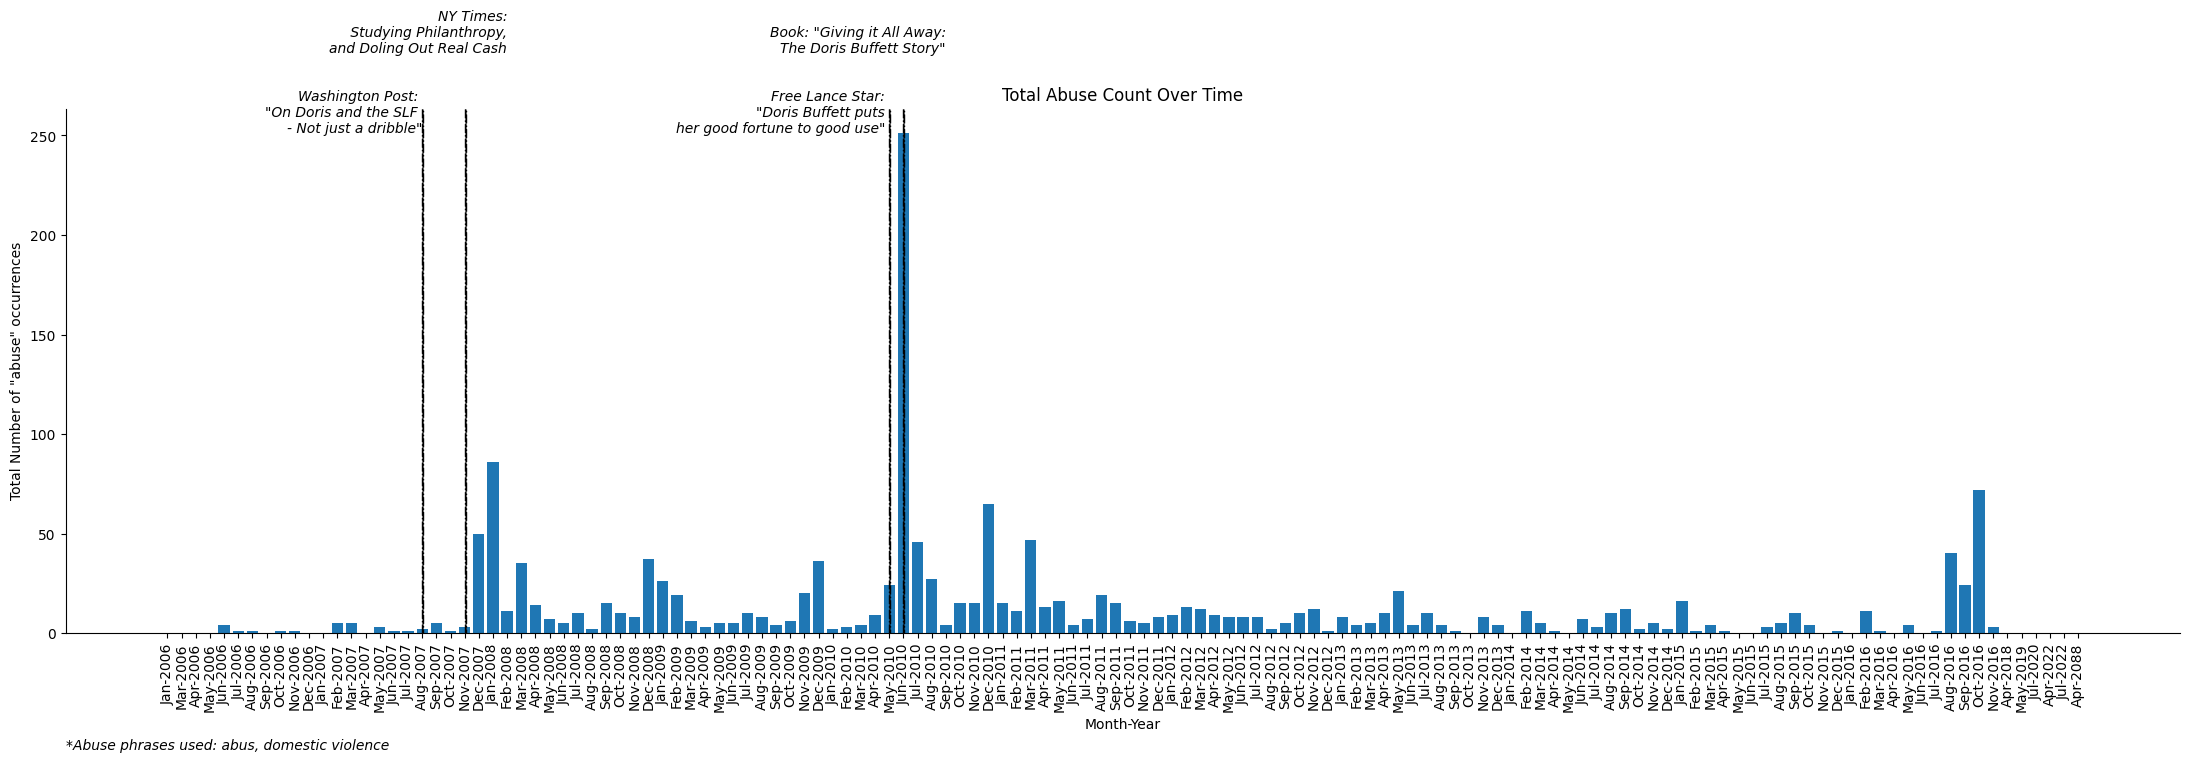 NY Times:
Studying Philanthropy,
and Doling Out Real Cash
Book: "Giving it All Away:
The Doris Buffett Story"
Washington Post:
"On Doris and the SLF
- Not just a dribble"
Free Lance Star:
"Doris Buffett puts
her good fortune to good use"
Total Abuse Count Over Time
Total Number of "abuse" occurrences
250
200
150
100
50
0
Jan-2006
Mar-2006
Apr-2006
May-2006
Jun-2006
Jul-2006
Aug-2006
Sep-2006
Oct-2006
Nov-2006
Dec-2006
Jan-2007
Feb-2007
Mar-2007
Apr-2007
May-2007
Jun-2007
Jul-2007
Aug-2007
Sep-2007
Oct-2007
Nov-2007
Dec-2007
Jan-2008
Feb-2008
Mar-2008
Apr-2008
May-2008
Jun-2008
Jul-2008
Aug-2008
Sep-2008
Oct-2008
Nov-2008
Dec-2008
Jan-2009
Feb-2009
Mar-2009
Apr-2009
May-2009
Jun-2009
Jul-2009
Aug-2009
Sep-2009
Oct-2009
Nov-2009
Dec-2009
Jan-2010
Feb-2010
Mar-2010
Apr-2010
May-2010
Jun-2010
Jul-2010
Aug-2010
Sep-2010
Oct-2010
Nov-2010
Dec-2010
Jan-2011
Feb-2011
Mar-2011
Apr-2011
May-2011
Jun-2011
Jul-2011
Aug-2011
Sep-2011
Oct-2011
Nov-2011
Dec-2011
Jan-2012
Feb-2012
Mar-2012
Apr-2012
May-2012
Jun-2012
Jul-2012
Aug-2012
Sep-2012
Oct-2012
Nov-2012
Dec-2012
Jan-2013
Feb-2013
Mar-2013
Apr-2013
May-2013
Jun-2013
Jul-2013
Aug-2013
Sep-2013
Oct-2013
Nov-2013
Dec-2013
Jan-2014
Feb-2014
Mar-2014
Apr-2014
May-2014
Jun-2014
Jul-2014
Aug-2014
Sep-2014
Oct-2014
Nov-2014
Dec-2014
Jan-2015
Feb-2015
Mar-2015
Apr-2015
May-2015
Jun-2015
Jul-2015
Aug-2015
Sep-2015
Oct-2015
Nov-2015
Dec-2015
Jan-2016
Feb-2016
Mar-2016
Apr-2016
May-2016
Jun-2016
Jul-2016
Aug-2016
Sep-2016
Oct-2016
Nov-2016
Apr-2018
May-2019
Jul-2020
Apr-2022
Jul-2022
Apr-2088
Month-Year
*Abuse phrases used: abus, domestic violence